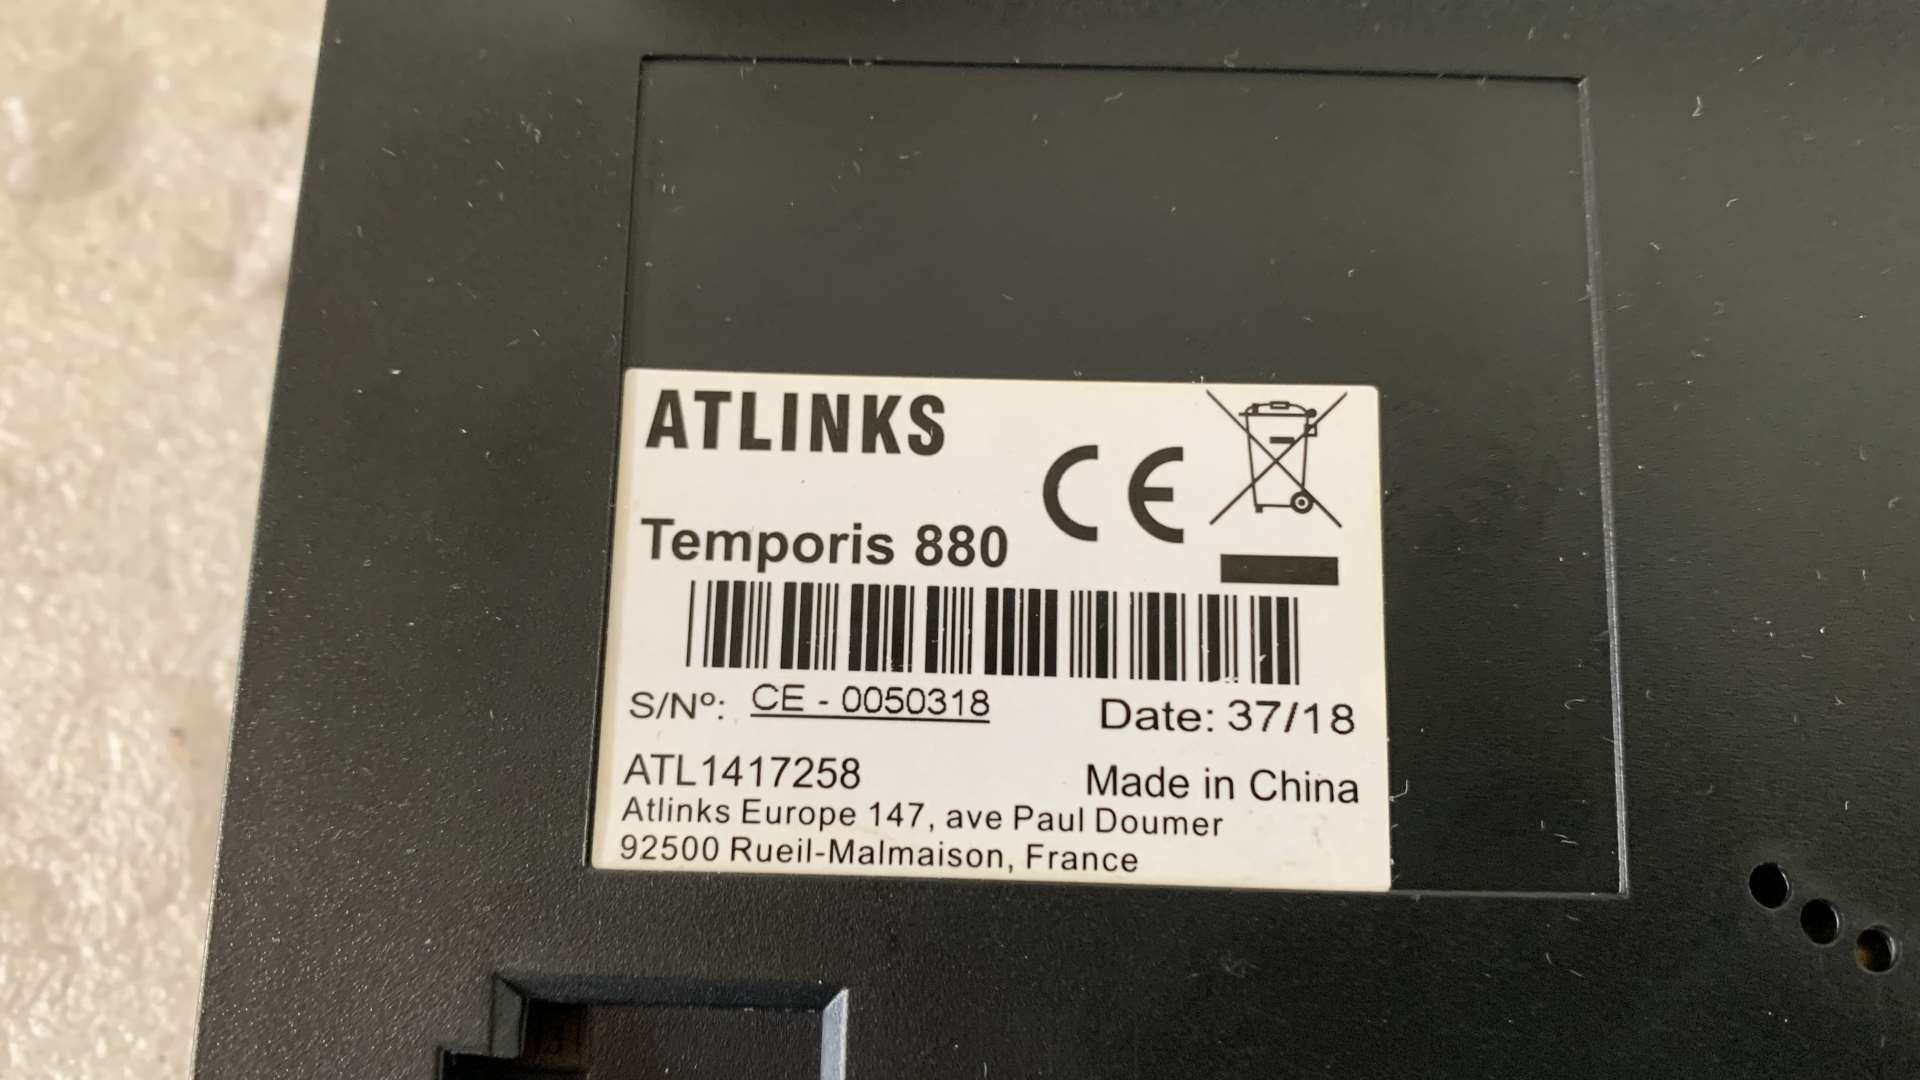 ATLINKS
CE
Temporis 880
S/Nº: CE - 0050318
Date: 37/18
ATL1417258
Made in China
Atlinks Europe 147, ave Paul Doumer
92500 Rueil-Malmaison, France